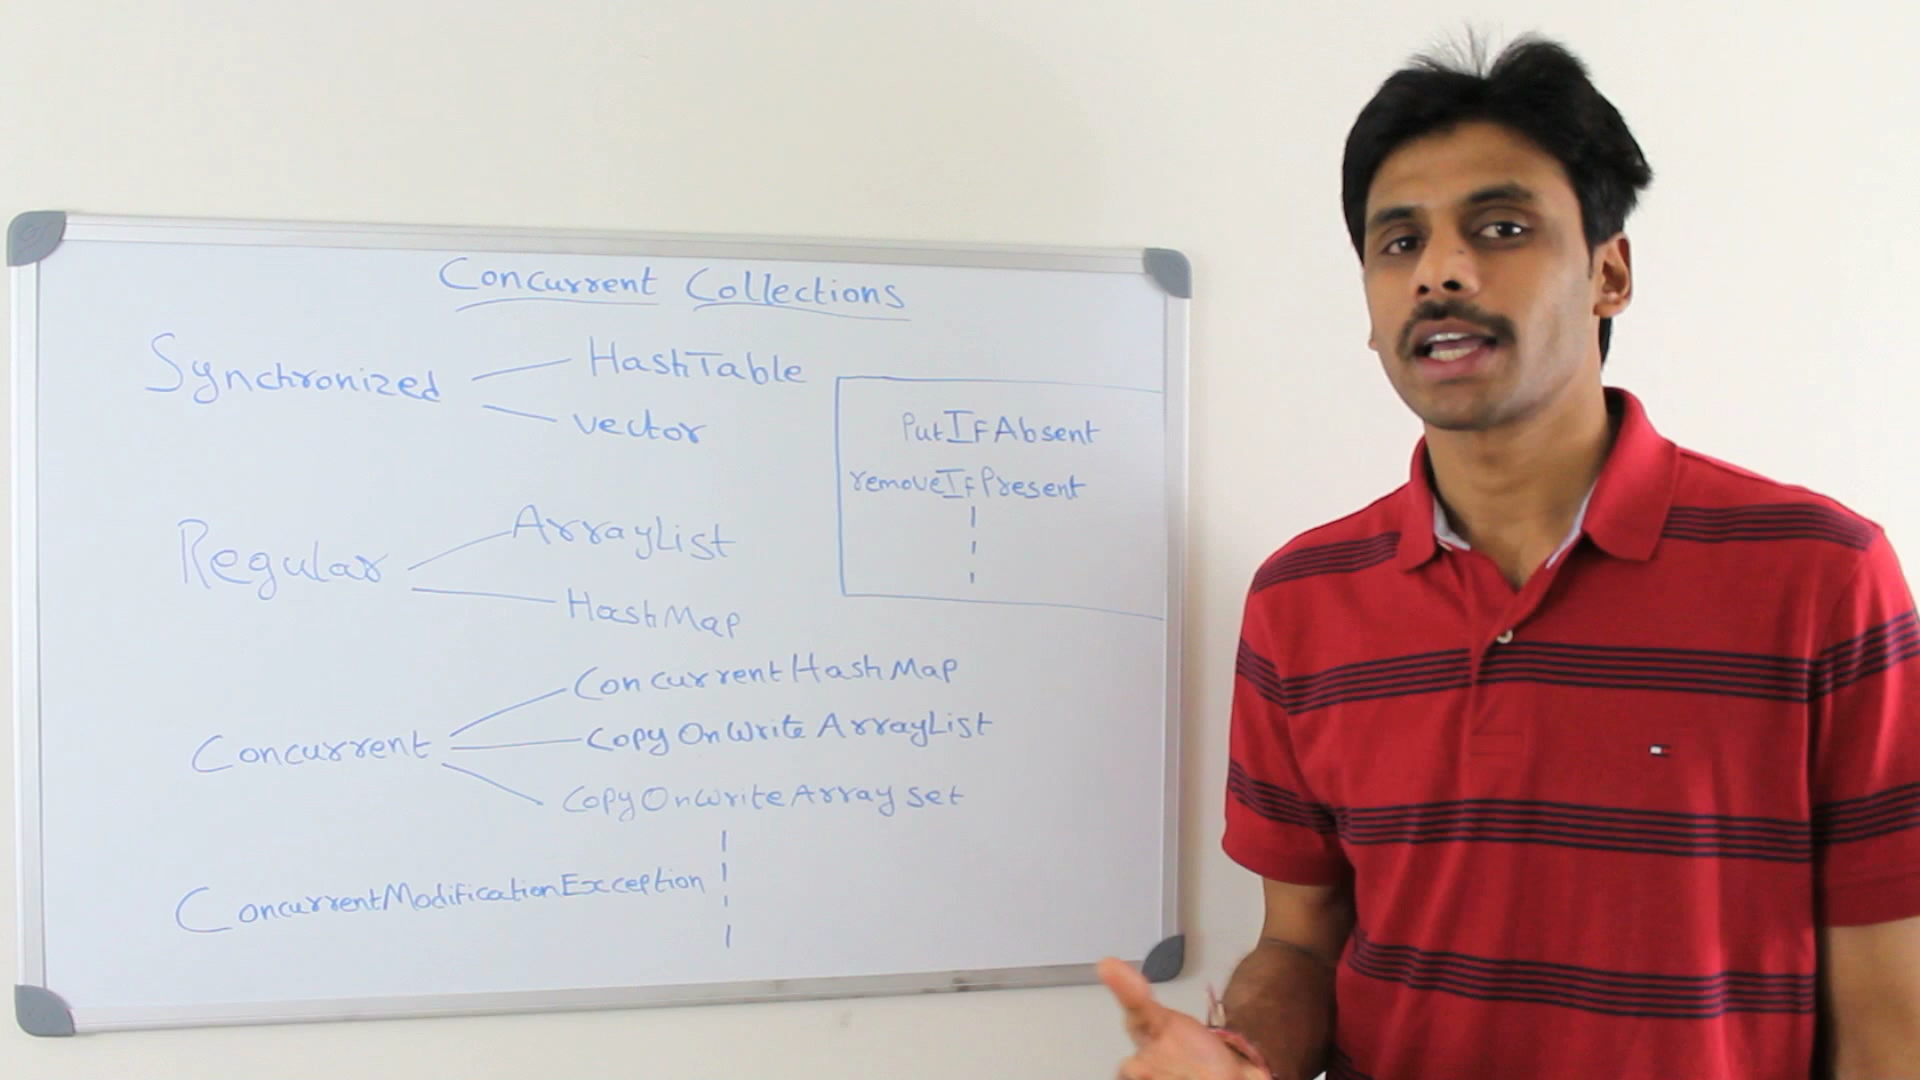 Concurrent Collections
Synchronized
HashTable
vector
PutIfAbsent
removeIfPresent
Regular
ArrayList
HashMap
Concurrent
ConcurrentHashMap
CopyOnWriteArrayList
CopyOnWriteArraySet
ConcurrentModificationException